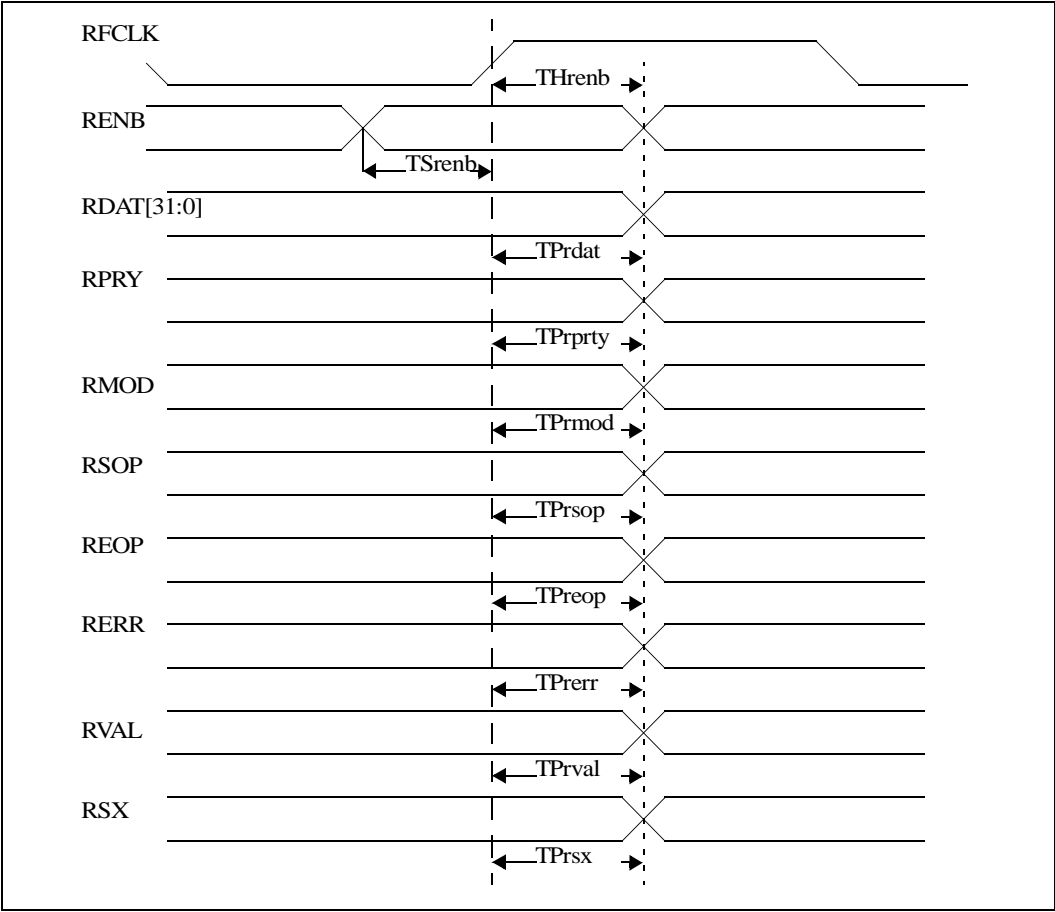 RFCLK
THrenb
RENB
TSrenb
RDAT[31:0]
TPrdat
RPRY
TPrprty
RMOD
TPrmod
RSOP
TPrsop
REOP
TPreop
RERR
TPrerr
RVAL
TPrval
RSX
TPrsx